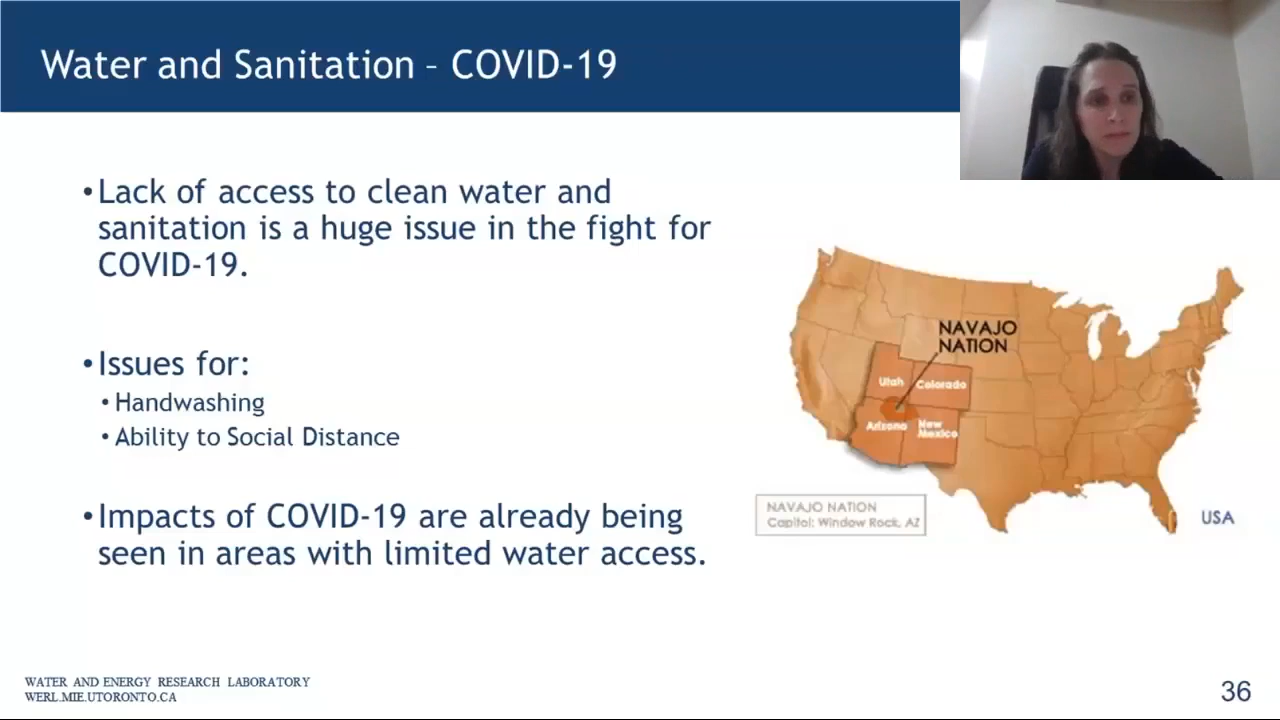 Water and Sanitation – COVID-19
•Lack of access to clean water and
sanitation is a huge issue in the fight for
COVID-19.
•Issues for:
•Handwashing
•Ability to Social Distance
•Impacts of COVID-19 are already being
seen in areas with limited water access.
NAVAJO
NATION
Utah
Colorado
Arizona
New
Mexico
NAVAJO NATION
Capitol: Window Rock, AZ
USA
WATER AND ENERGY RESEARCH LABORATORY
WERL.MIE.UTORONTO.CA
36